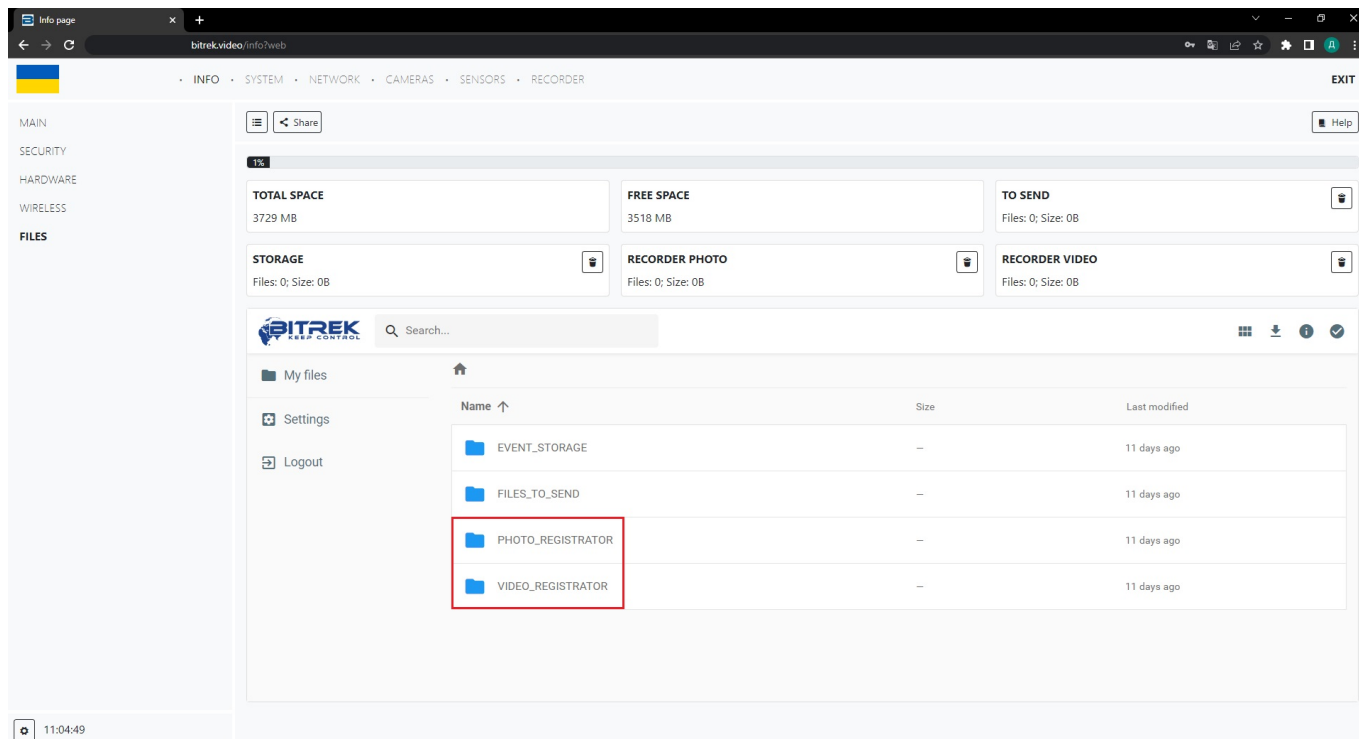 Info page
bitrek.video/info?web
· INFO · SYSTEM · NETWORK · CAMERAS · SENSORS · RECORDER
EXIT
MAIN
SECURITY
HARDWARE
WIRELESS
FILES
Share
Help
1%
TOTAL SPACE
3729 MB
FREE SPACE
3518 MB
TO SEND
Files: 0; Size: 0B
STORAGE
Files: 0; Size: 0B
RECORDER PHOTO
Files: 0; Size: 0B
RECORDER VIDEO
Files: 0; Size: 0B
BITREK
KEEP CONTROL
Search...
My files
Settings
Logout
Name Size Last modified
EVENT_STORAGE – 11 days ago
FILES_TO_SEND – 11 days ago
PHOTO_REGISTRATOR – 11 days ago
VIDEO_REGISTRATOR – 11 days ago
11:04:49
Д